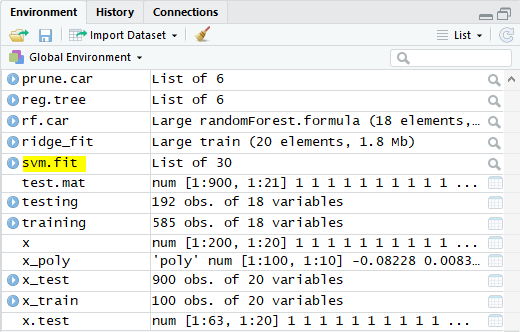 Environment History Connections
Import Dataset List
Global Environment
prune.car List of 6
reg.tree List of 6
rf.car Large randomForest.formula (18 elements,…
ridge_fit Large train (20 elements, 1.8 Mb)
svm.fit List of 30
test.mat num [1:900, 1:21] 1 1 1 1 1 1 1 1 1 1 ...
testing 192 obs. of 18 variables
training 585 obs. of 18 variables
x num [1:200, 1:20] 1 1 1 1 1 1 1 1 1 1 ...
x_poly 'poly' num [1:100, 1:10] -0.08228 0.0083…
x_test 900 obs. of 20 variables
x_train 100 obs. of 20 variables
x.test num [1:63, 1:20] 1 1 1 1 1 1 1 1 1 1 ...